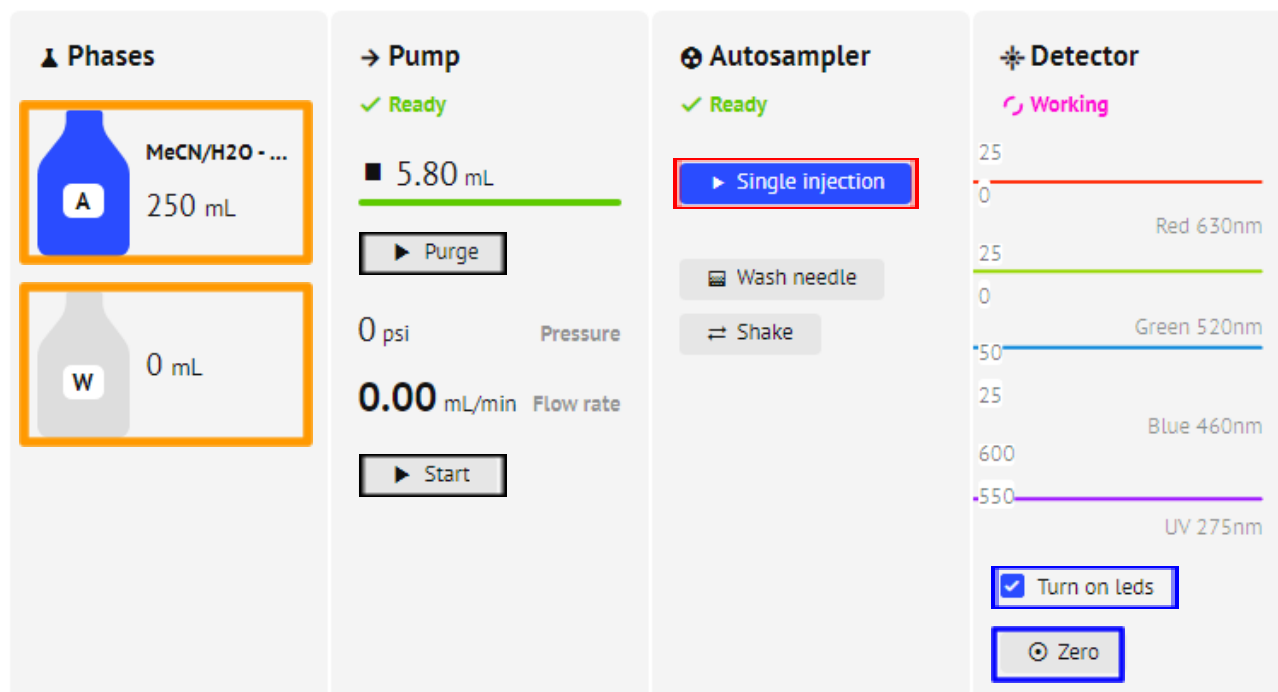 Phases
A
MeCN/H2O - ...
250 mL
W
0 mL
Pump
Ready
5.80 mL
Purge
0 psi Pressure
0.00 mL/min Flow rate
Start
Autosampler
Ready
Single injection
Wash needle
Shake
Detector
Working
25
0
Red 630nm
25
0
Green 520nm
50
25
Blue 460nm
600
550
UV 275nm
Turn on leds
Zero